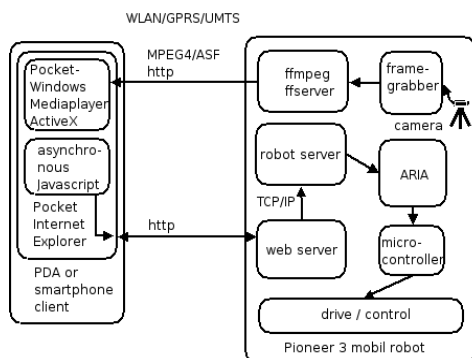 WLAN/GPRS/UMTS
Pocket-
Windows
Mediaplayer
ActiveX
asynchro-
nous
Javascript
Pocket
Internet
Explorer
PDA or
smartphone
client
MPEG4/ASF
http
http
ffmpeg
ffserver
frame-
grabber
camera
robot server
ARIA
TCP/IP
web server
micro-
controller
drive / control
Pioneer 3 mobil robot